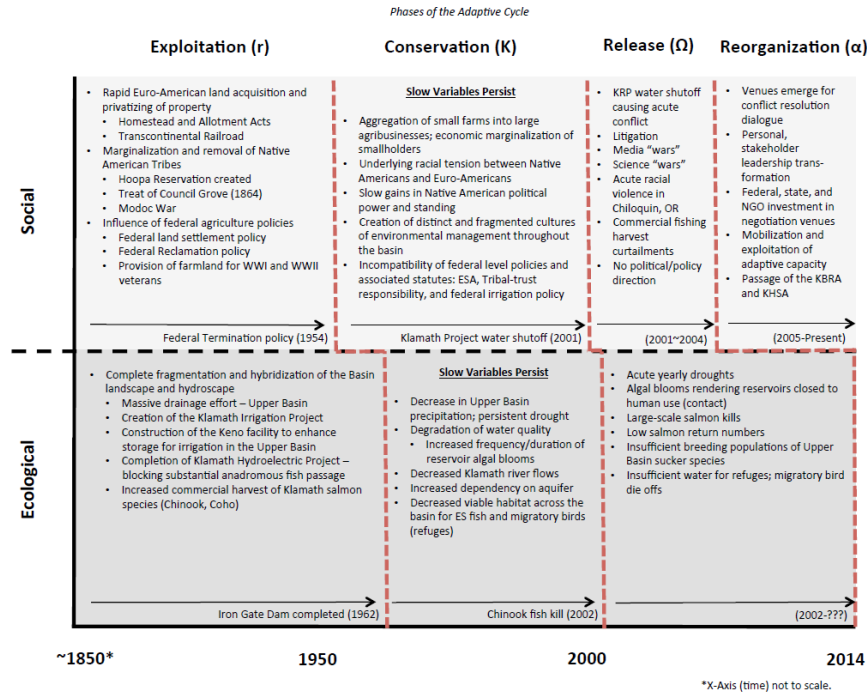 Phases of the Adaptive Cycle
Exploitation (r)
Conservation (K)
Release (Ω)
Reorganization (α)
Social
• Rapid Euro-American land acquisition and
privatizing of property
• Homestead and Allotment Acts
• Transcontinental Railroad
• Marginalization and removal of Native
American Tribes
• Hoopa Reservation created
• Treat of Council Grove (1864)
• Modoc War
• Influence of federal agriculture policies
• Federal land settlement policy
• Federal Reclamation policy
• Provision of farmland for WWI and WWII
veterans
Federal Termination policy (1954)
Slow Variables Persist
• Aggregation of small farms into large
agribusinesses; economic marginalization of
smallholders
• Underlying racial tension between Native
Americans and Euro-Americans
• Slow gains in Native American political
power and standing
• Creation of distinct and fragmented cultures
of environmental management throughout
the basin
• Incompatibility of federal level policies and
associated statutes: ESA, Tribal-trust
responsibility, and federal irrigation policy
Klamath Project water shutoff (2001)
• KRP water shutoff
causing acute
conflict
• Litigation
• Media “wars”
• Science “wars”
• Acute racial
violence in
Chiloquin, OR
• Commercial fishing
harvest
curtailments
• No political/policy
direction
(2001~2004)
• Venues emerge for
conflict resolution
dialogue
• Personal,
stakeholder
leadership trans-
formation
• Federal, state, and
NGO investment in
negotiation venues
• Mobilization and
exploitation of
adaptive capacity
• Passage of the KBRA
and KHSA
(2005-Present)
Ecological
• Complete fragmentation and hybridization of the Basin
landscape and hydroscape
• Massive drainage effort – Upper Basin
• Creation of the Klamath Irrigation Project
• Construction of the Keno facility to enhance
storage for irrigation in the Upper Basin
• Completion of Klamath Hydroelectric Project –
blocking substantial anadromous fish passage
• Increased commercial harvest of Klamath salmon
species (Chinook, Coho)
Iron Gate Dam completed (1962)
Slow Variables Persist
• Decrease in Upper Basin
precipitation; persistent drought
• Degradation of water quality
• Increased frequency/duration of
reservoir algal blooms
• Decreased Klamath river flows
• Increased dependency on aquifer
• Decreased viable habitat across the
basin for ES fish and migratory birds
(refuges)
Chinook fish kill (2002)
• Acute yearly droughts
• Algal blooms rendering reservoirs closed to
human use (contact)
• Large-scale salmon kills
• Low salmon return numbers
• Insufficient breeding populations of Upper
Basin sucker species
• Insufficient water for refuges; migratory bird
die offs
(2002-???)
~1850*
1950
2000
2014
*X-Axis (time) not to scale.